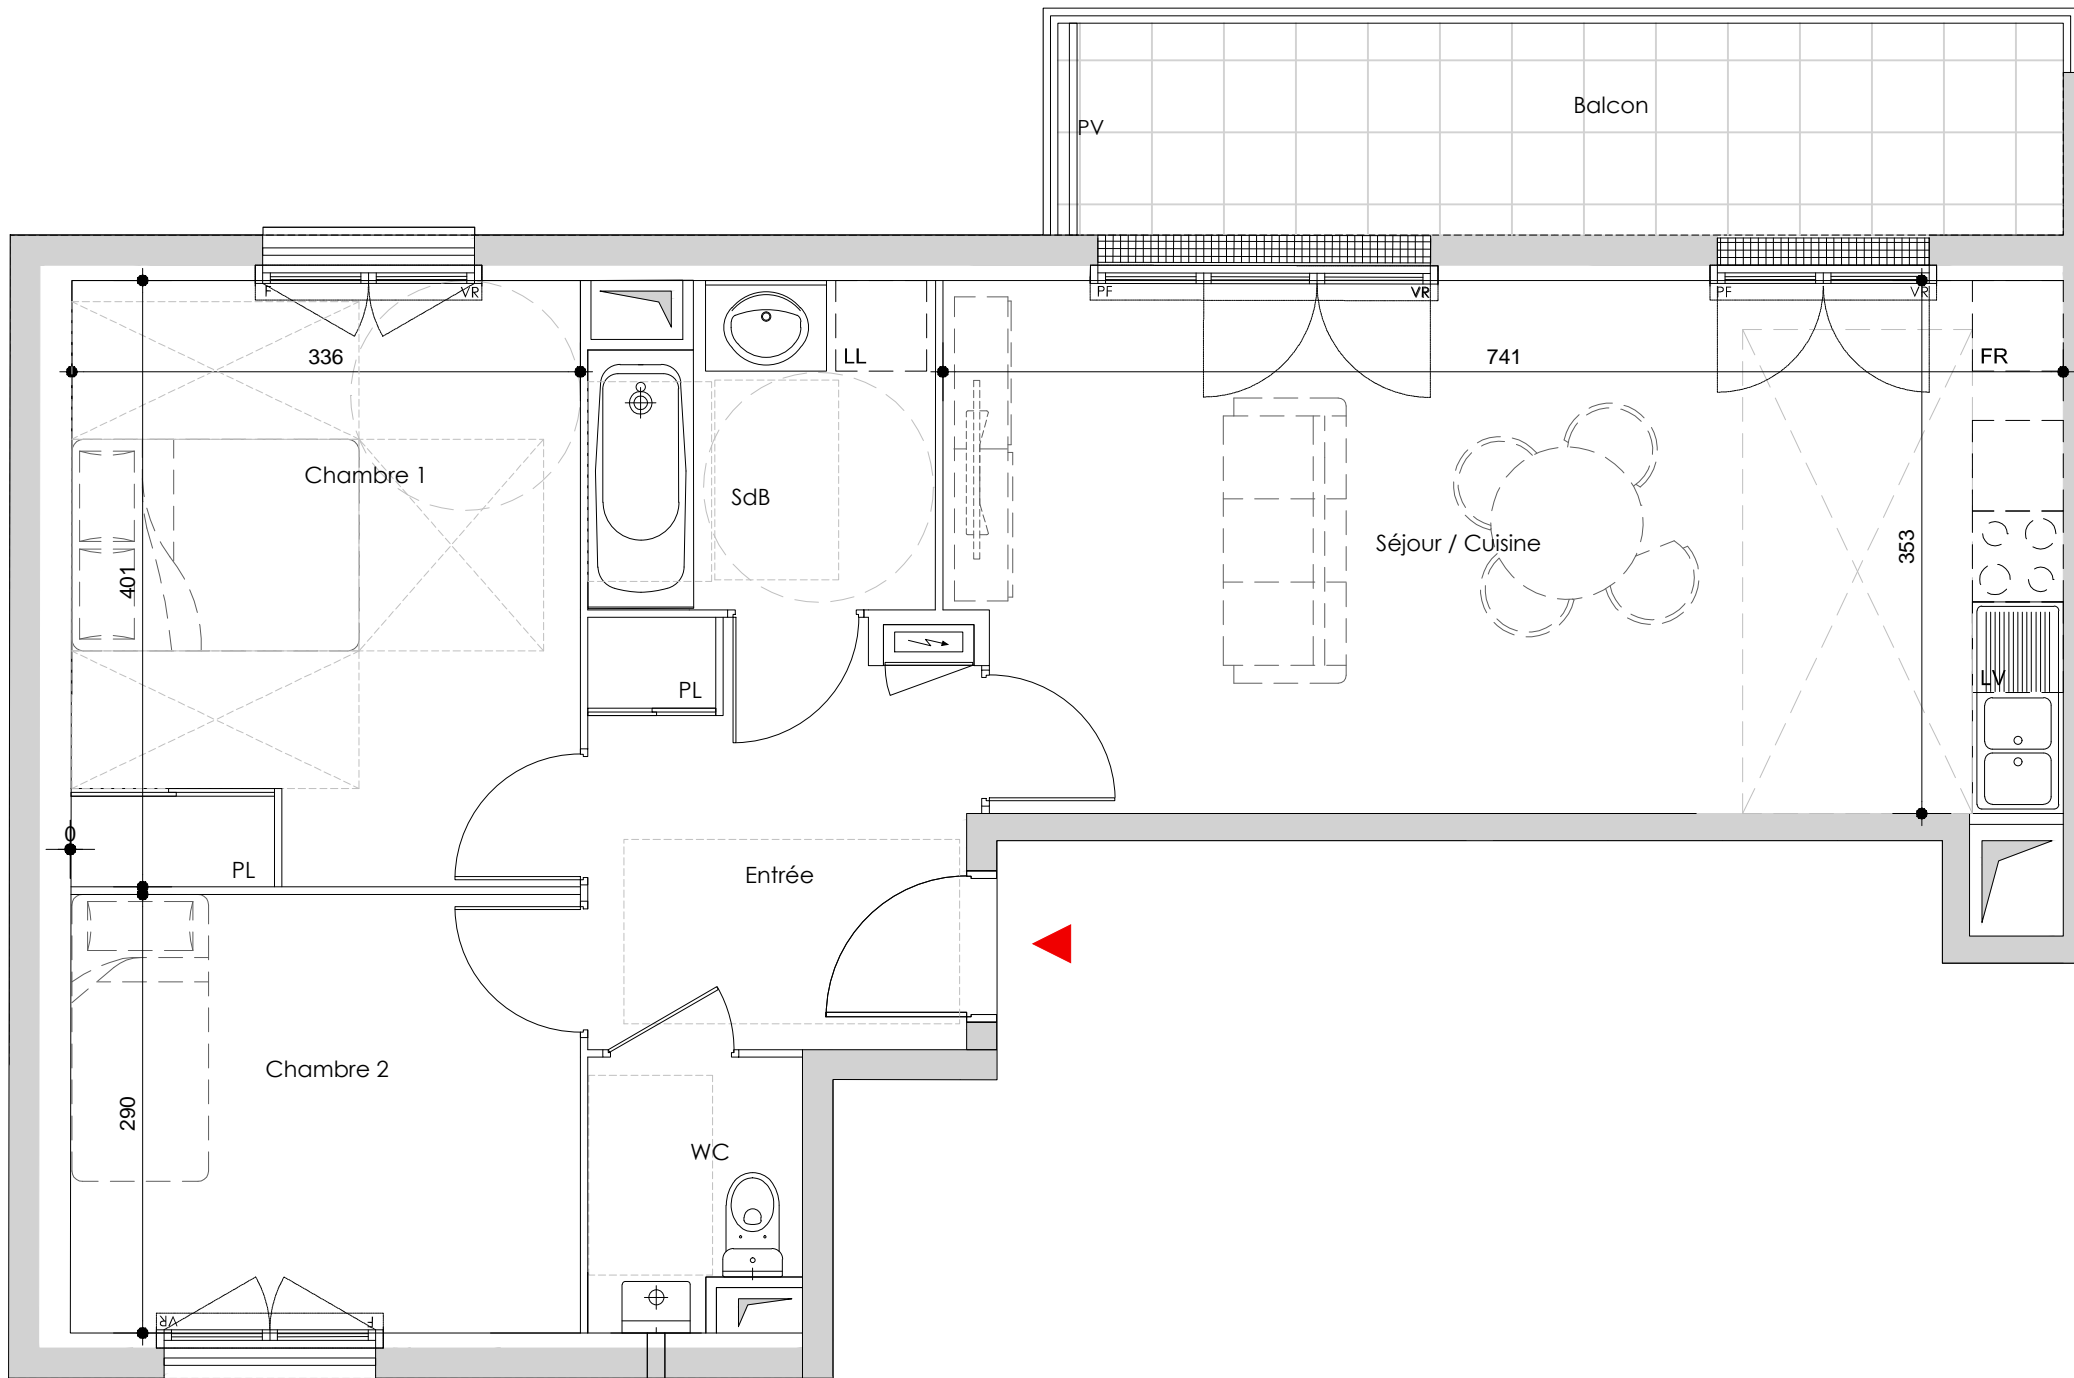 Balcon
PV
F
VR
PF
VR
PF
VR
336
LL
741
FR
Chambre 1
SdB
Séjour / Cuisine
353
401
LV
PL
0
PL
Entrée
Chambre 2
290
WC
VR
F